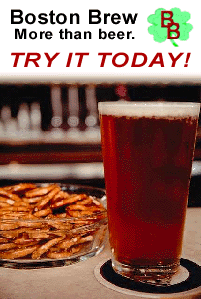 Boston Brew
More than beer.
BB
TRY IT TODAY!